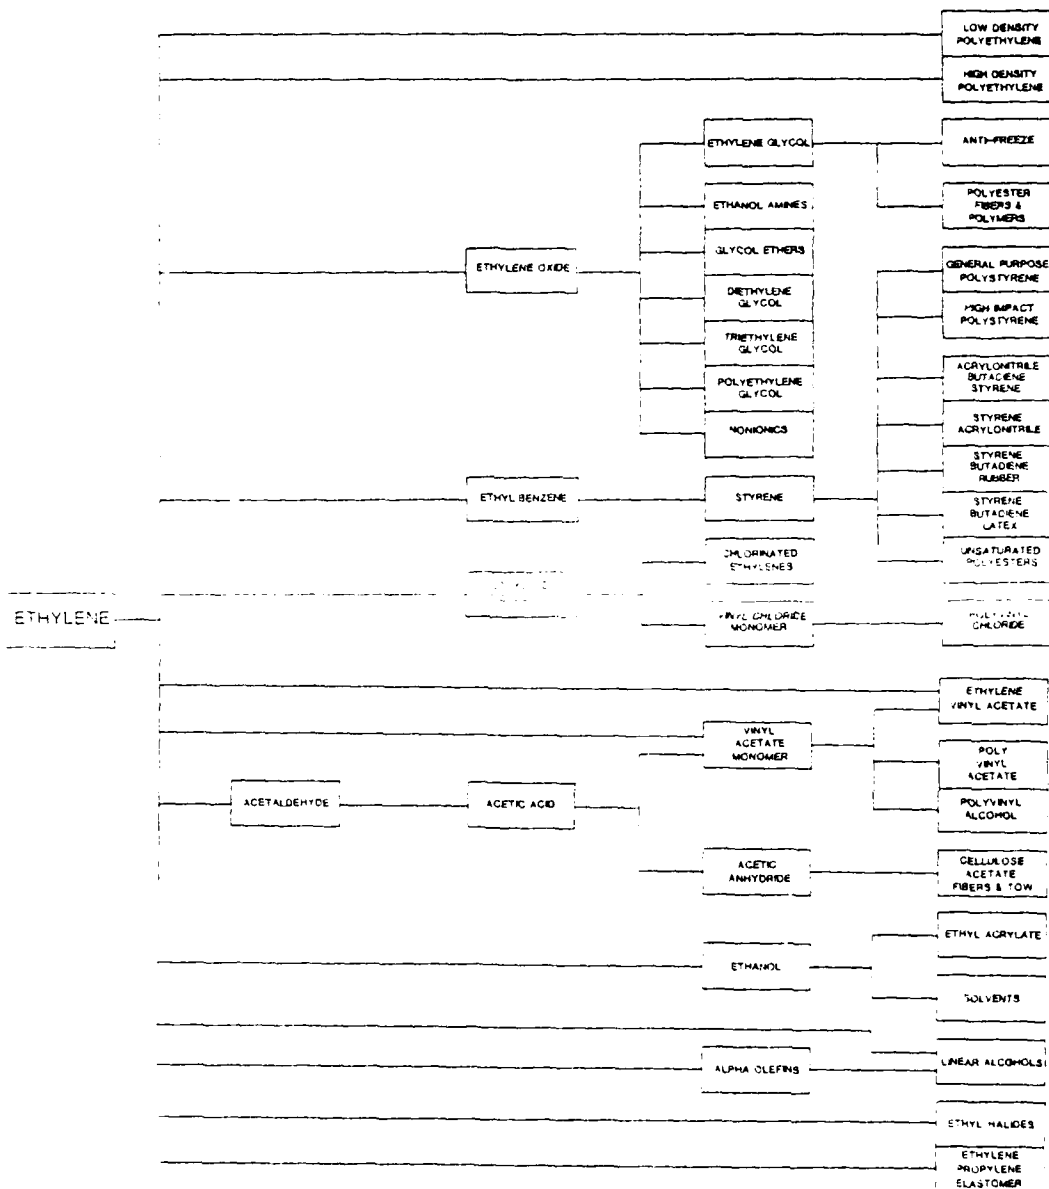 LOW DENSITY
POLYETHYLENE
HIGH DENSITY
POLYETHYLENE
ETHYLENE GLYCOL
ANTI-FREEZE
ETHANOL AMINES
POLYESTER
FIBERS &
POLYMERS
GLYCOL ETHERS
ETHYLENE OXIDE
GENERAL PURPOSE
POLYSTYRENE
DIETHYLENE
GLYCOL
HIGH IMPACT
POLYSTYRENE
TRIETHYLENE
GLYCOL
POLYETHYLENE
GLYCOL
ACRYLONITRILE
BUTADIENE
STYRENE
NONIONICS
STYRENE
ACRYLONITRILE
STYRENE
BUTADIENE
RUBBER
ETHYL BENZENE
STYRENE
STYRENE
BUTADIENE
LATEX
CHLORINATED
ETHYLENES
UNSATURATED
POLYESTERS
ETHYLENE
VINYL CHLORIDE
MONOMER
POLYVINYL
CHLORIDE
ETHYLENE
VINYL ACETATE
VINYL
ACETATE
MONOMER
POLY
VINYL
ACETATE
ACETALDEHYDE
ACETIC ACID
POLYVINYL
ALCOHOL
ACETIC
ANHYDRIDE
CELLULOSE
ACETATE
FIBERS & TOW
ETHYL ACRYLATE
ETHANOL
SOLVENTS
ALPHA OLEFINS
LINEAR ALCOHOLS
ETHYL HALIDES
ETHYLENE
PROPYLENE
ELASTOMER